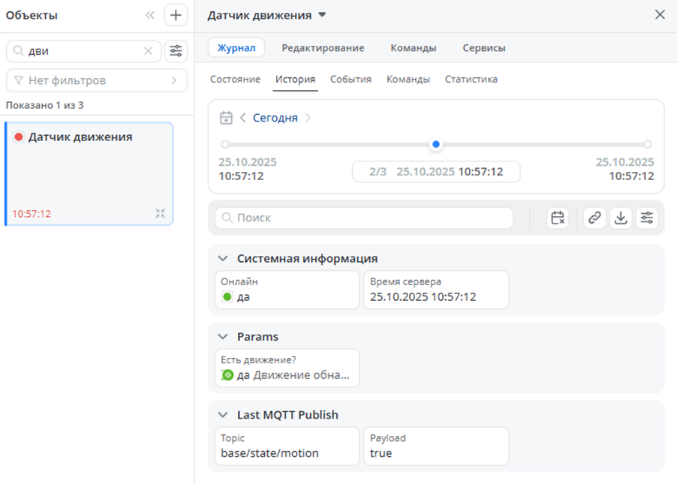 Объекты
дви
Нет фильтров
Показано 1 из 3
Датчик движения
10:57:12
Датчик движения
Журнал Редактирование Команды Сервисы
Состояние История События Команды Статистика
Сегодня
25.10.2025 10:57:12
2/3 25.10.2025 10:57:12
25.10.2025 10:57:12
Поиск
Системная информация
Онлайн
да
Время сервера
25.10.2025 10:57:12
Params
Есть движение?
да Движение обна...
Last MQTT Publish
Topic
base/state/motion
Payload
true